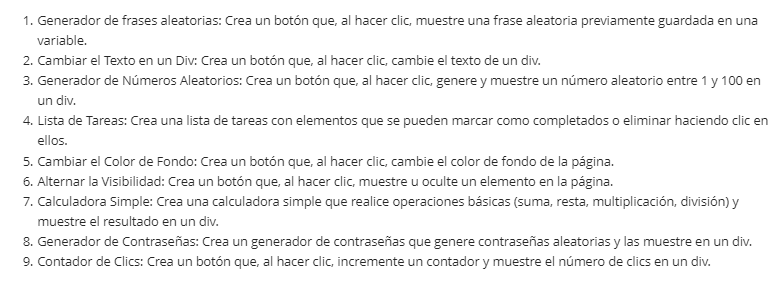 1. Generador de frases aleatorias: Crea un botón que, al hacer clic, muestre una frase aleatoria previamente guardada en una
variable.
2. Cambiar el Texto en un Div: Crea un botón que, al hacer clic, cambie el texto de un div.
3. Generador de Números Aleatorios: Crea un botón que, al hacer clic, genere y muestre un número aleatorio entre 1 y 100 en
un div.
4. Lista de Tareas: Crea una lista de tareas con elementos que se pueden marcar como completados o eliminar haciendo clic en
ellos.
5. Cambiar el Color de Fondo: Crea un botón que, al hacer clic, cambie el color de fondo de la página.
6. Alternar la Visibilidad: Crea un botón que, al hacer clic, muestre u oculte un elemento en la página.
7. Calculadora Simple: Crea una calculadora simple que realice operaciones básicas (suma, resta, multiplicación, división) y
muestre el resultado en un div.
8. Generador de Contraseñas: Crea un generador de contraseñas que genere contraseñas aleatorias y las muestre en un div.
9. Contador de Clics: Crea un botón que, al hacer clic, incremente un contador y muestre el número de clics en un div.